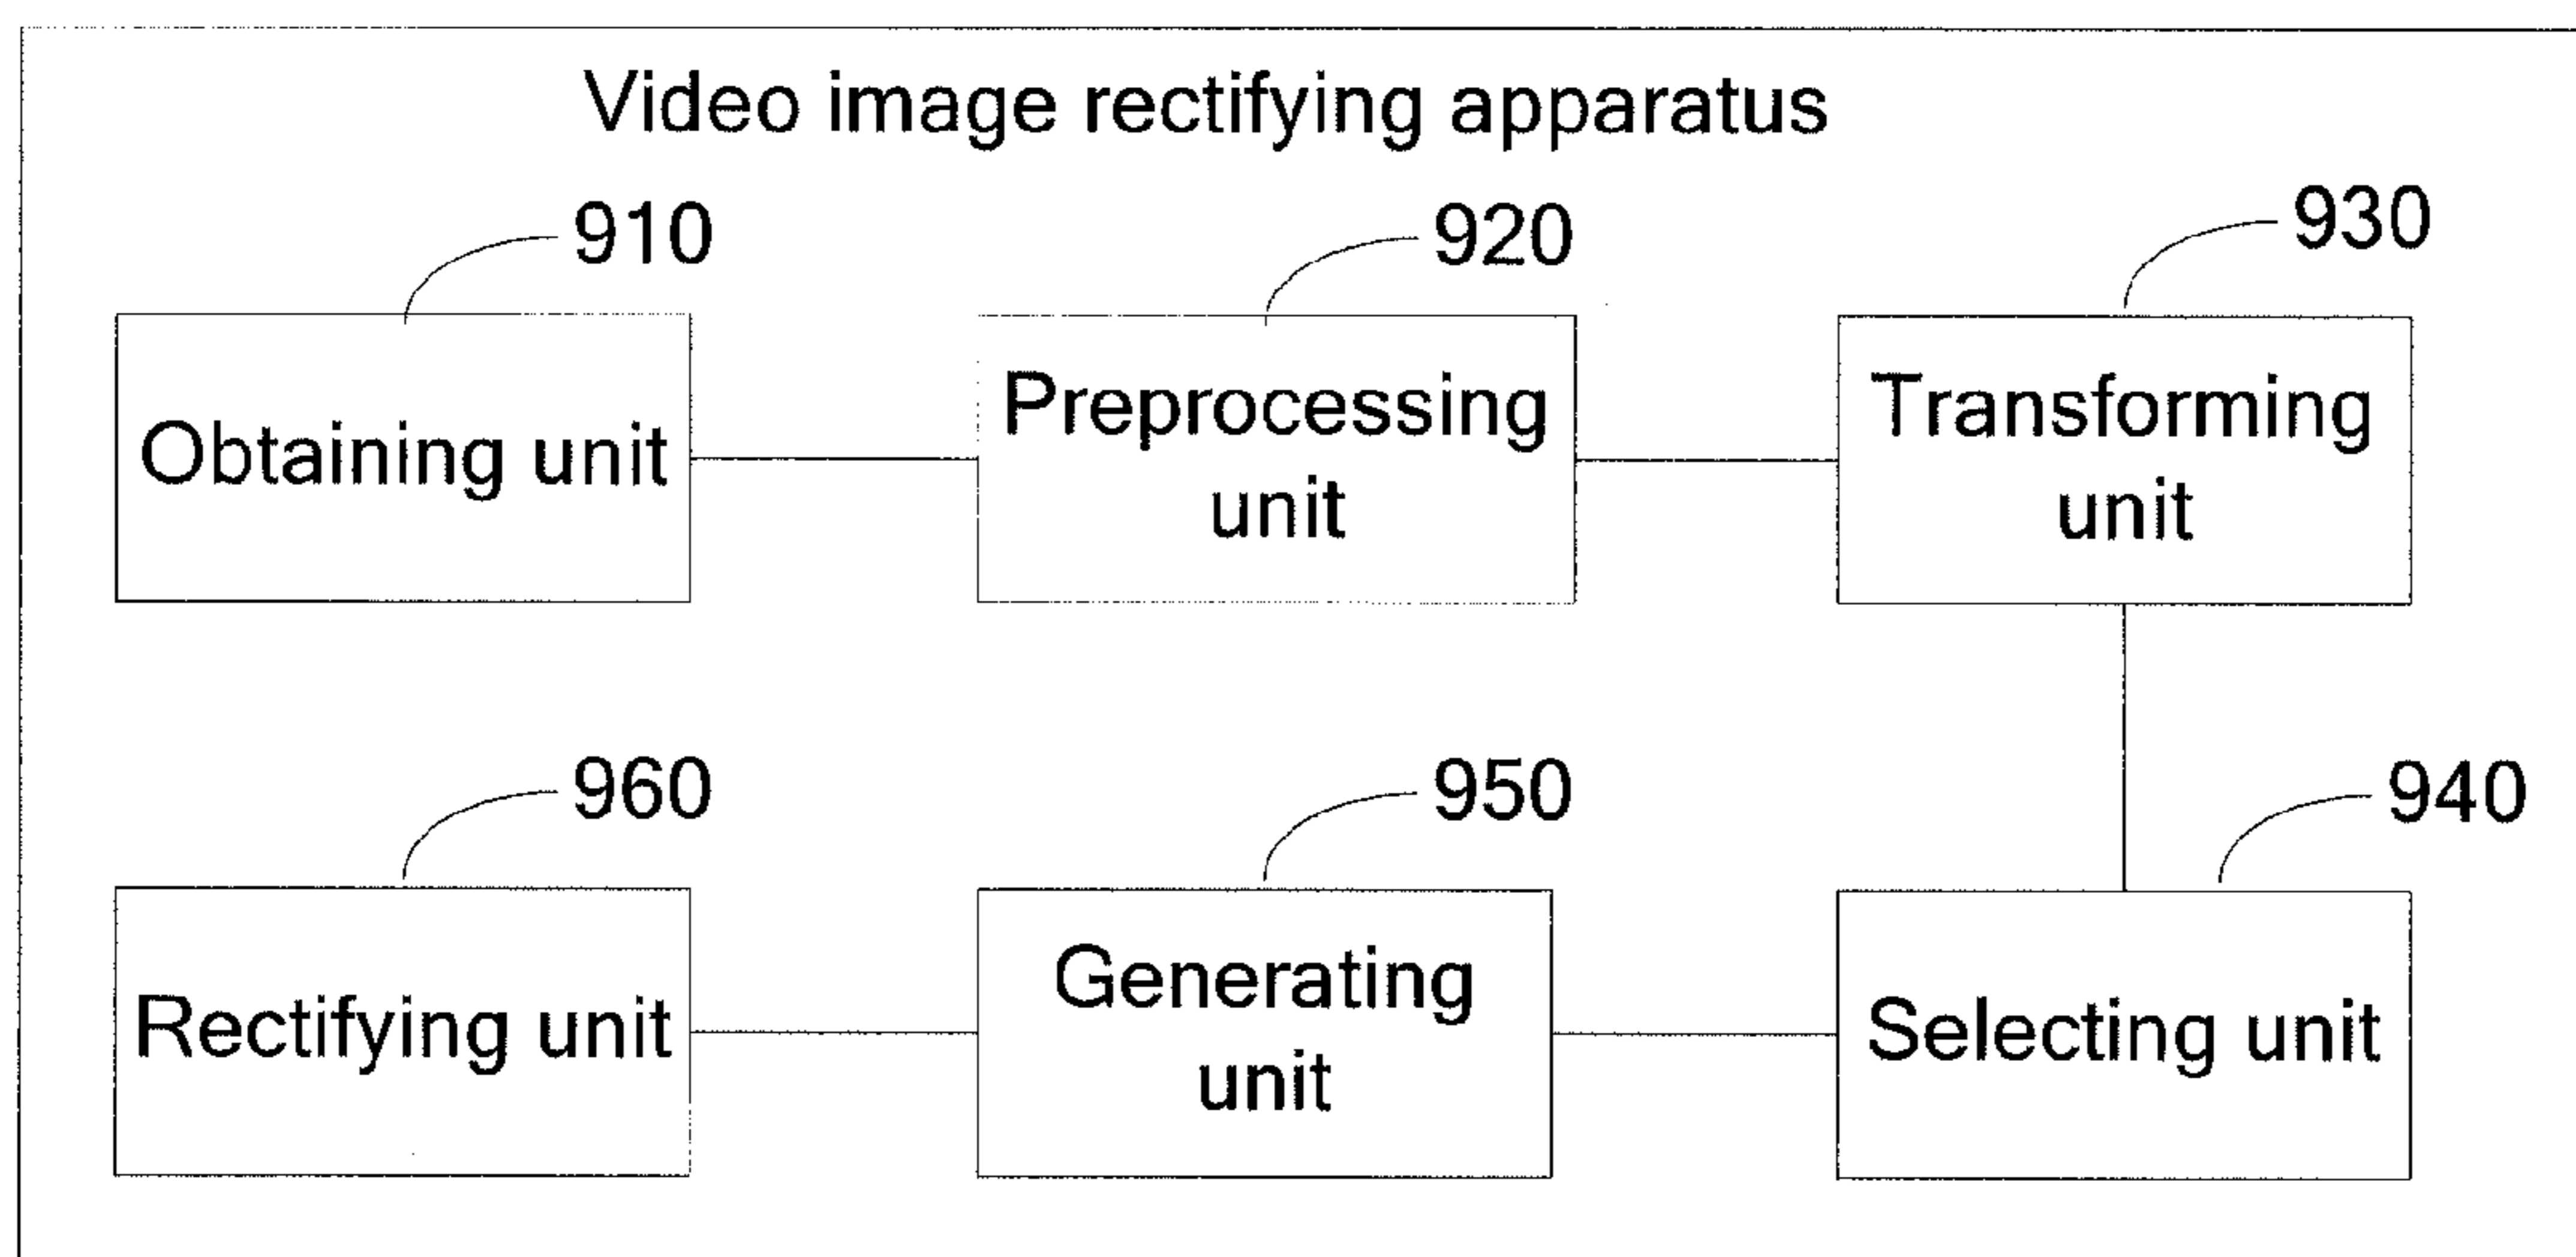 Video image rectifying apparatus
910
920
930
Obtaining unit
Preprocessing
unit
Transforming
unit
960
950
940
Rectifying unit
Generating
unit
Selecting unit